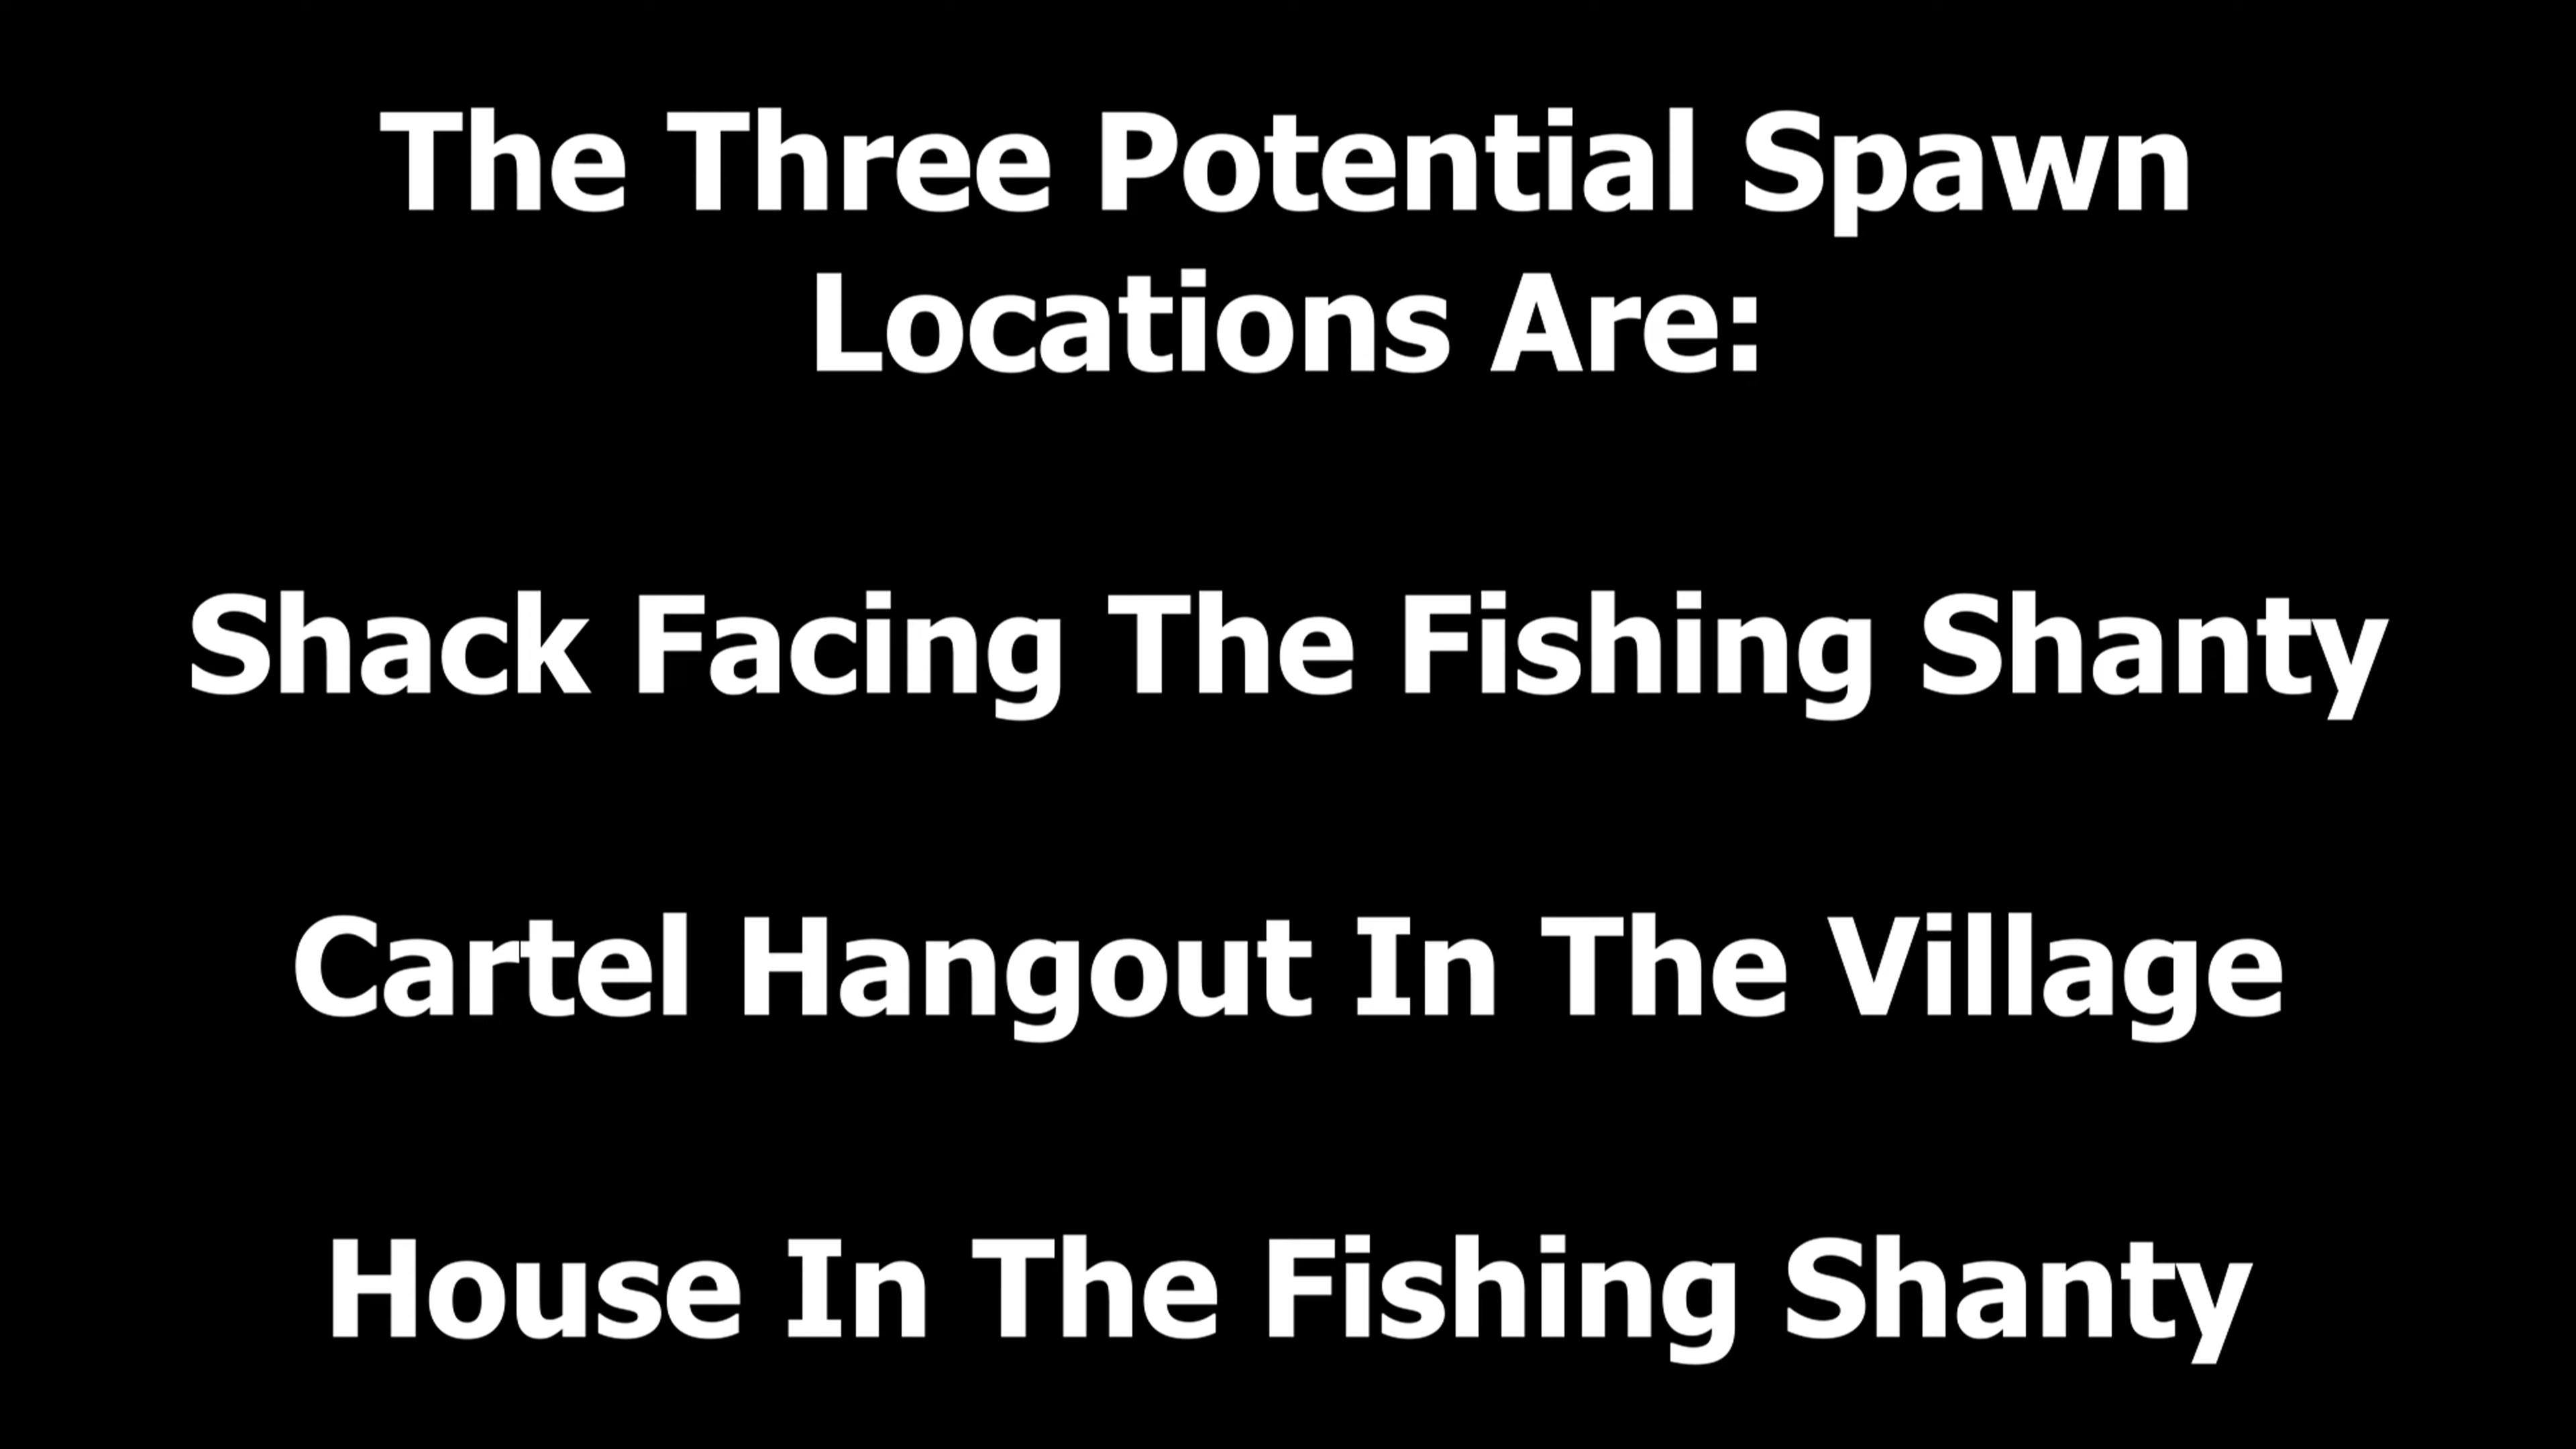 The Three Potential Spawn
Locations Are:
Shack Facing The Fishing Shanty
Cartel Hangout In The Village
House In The Fishing Shanty